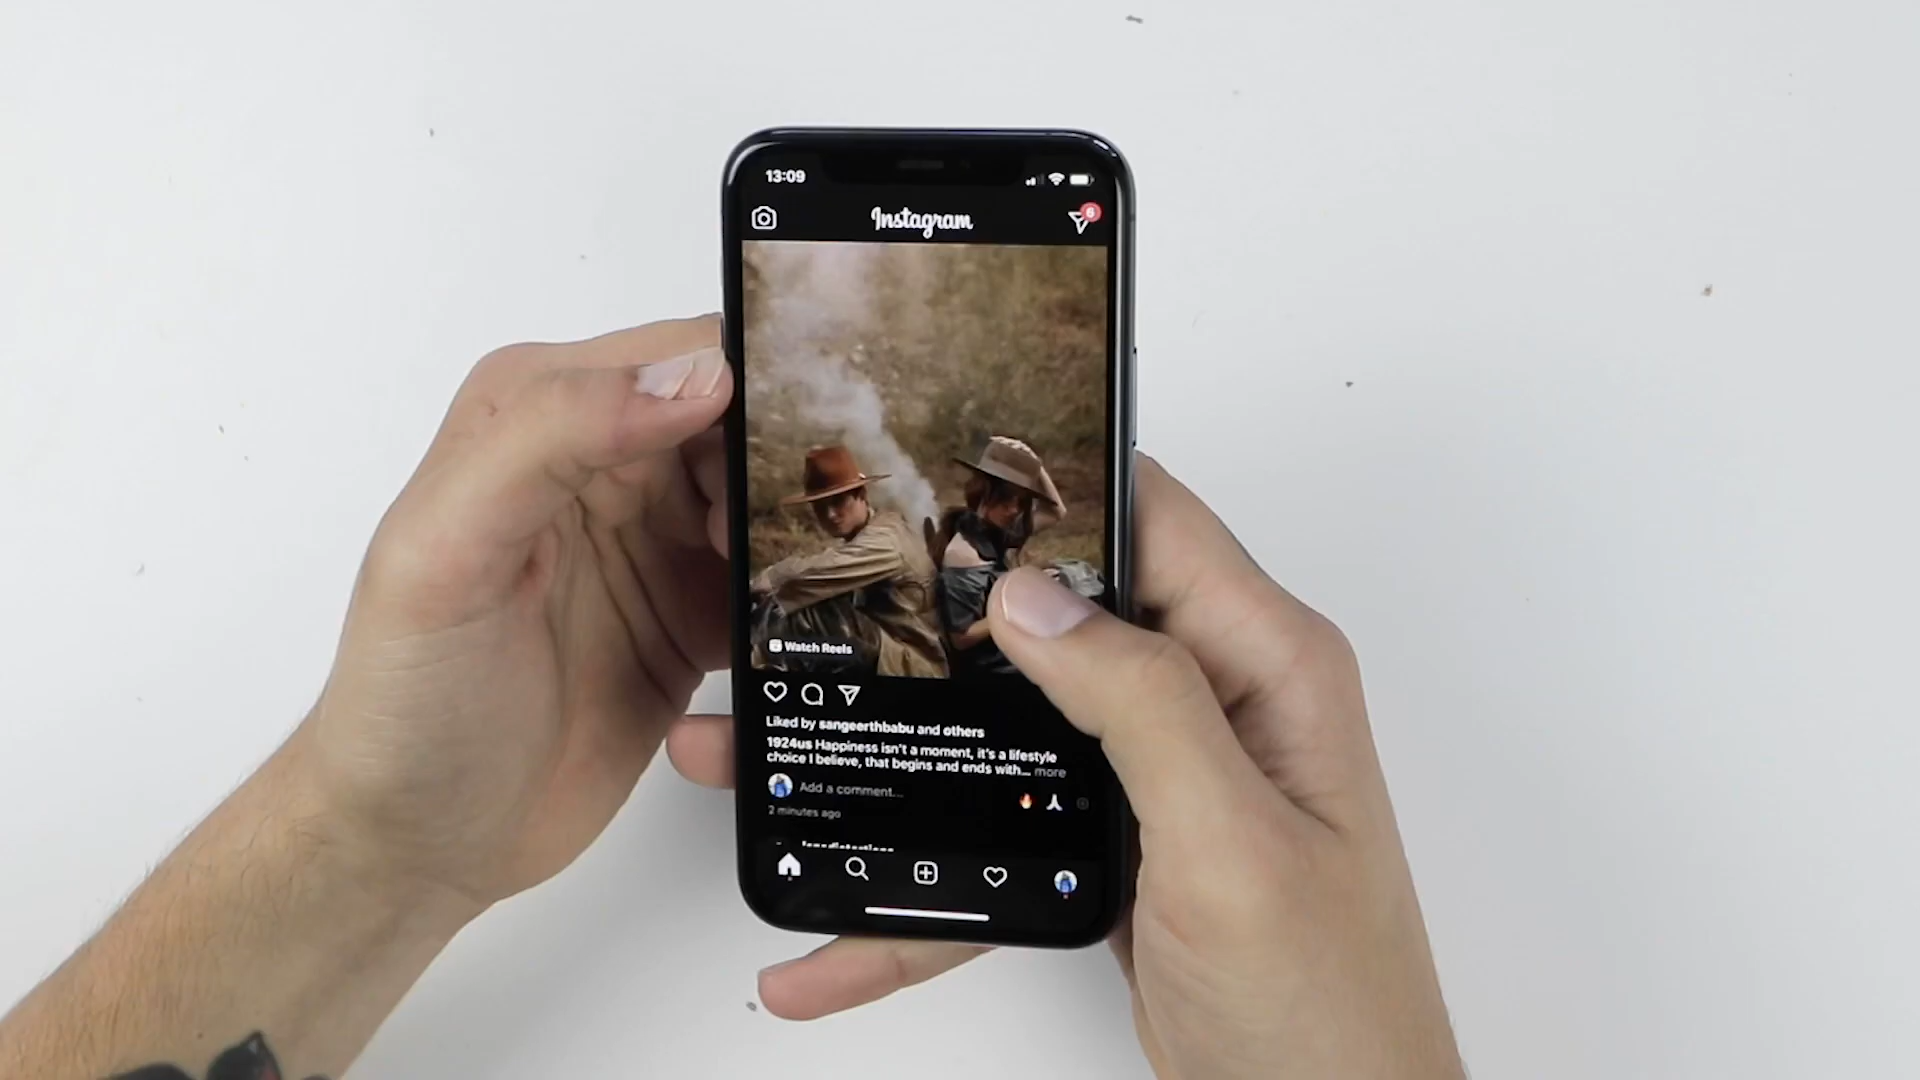 13:09
Instagram
6
Watch Reels
Liked by sangeerthbabu and others
1924us Happiness isn't a moment, it's a lifestyle
choice I believe, that begins and ends with... more
Add a comment...
2 minutes ago